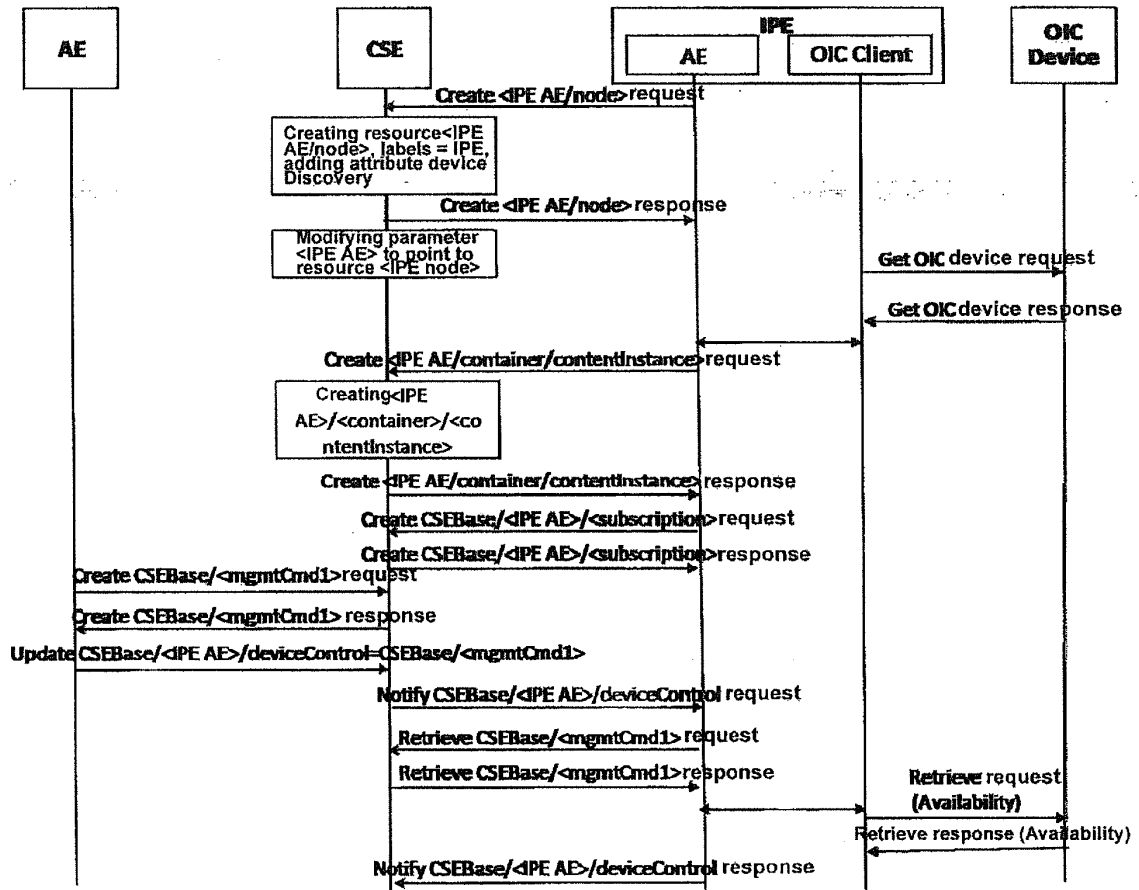 AE
CSE
IPE
AE
OIC Client
OIC
Device
Create <IPE AE/node> request
Creating resource<IPE
AE/node>, labels = IPE,
adding attribute device
Discovery
Create <IPE AE/node> response
Modifying parameter
<IPE AE> to point to
resource <IPE node>
Get OIC device request
Get OIC device response
Create <IPE AE/container/contentInstance> request
Creating<IPE
AE>/<container>/<co
ntentInstance>
Create <IPE AE/container/contentInstance> response
Create CSEBase/<IPE AE>/<subscription> request
Create CSEBase/<IPE AE>/<subscription> response
Create CSEBase/<mgmtCmd1> request
Create CSEBase/<mgmtCmd1> response
Update CSEBase/<IPE AE>/deviceControl=CSEBase/<mgmtCmd1>
Notify CSEBase/<IPE AE>/deviceControl request
Retrieve CSEBase/<mgmtCmd1> request
Retrieve CSEBase/<mgmtCmd1> response
Retrieve request
(Availability)
Retrieve response (Availability)
Notify CSEBase/<IPE AE>/deviceControl response